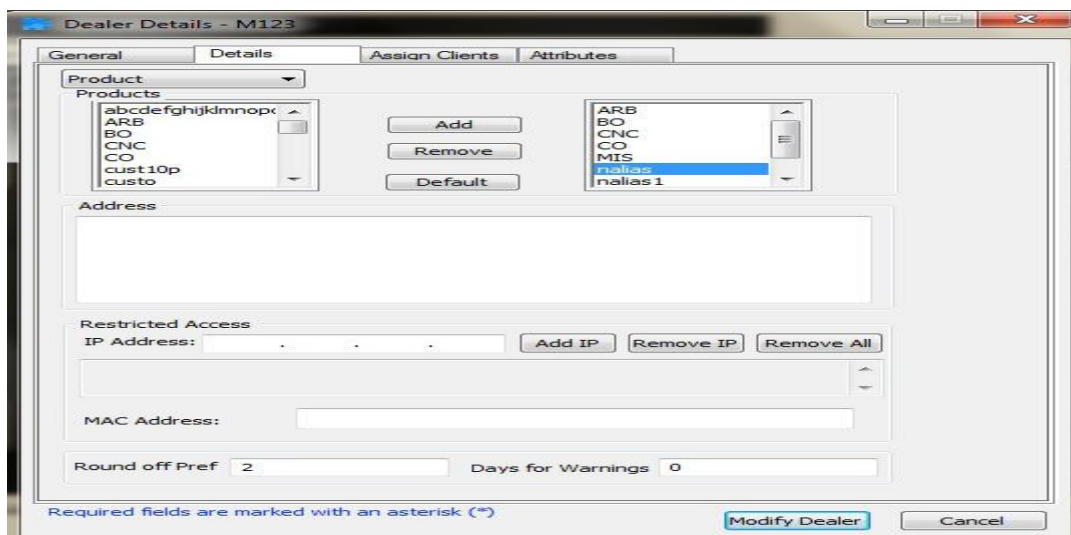 Dealer Details - M123
General Details Assign Clients Attributes
Product
Products
abcdefghijklmnopc
ARB
BO
CNC
CO
cust10p
custo
Add
Remove
Default
ARB
BO
CNC
CO
MIS
nalias
nalias1
Address
Restricted Access
IP Address: . . . Add IP Remove IP Remove All
MAC Address:
Round off Pref 2 Days for Warnings 0
Required fields are marked with an asterisk (*)
Modify Dealer Cancel